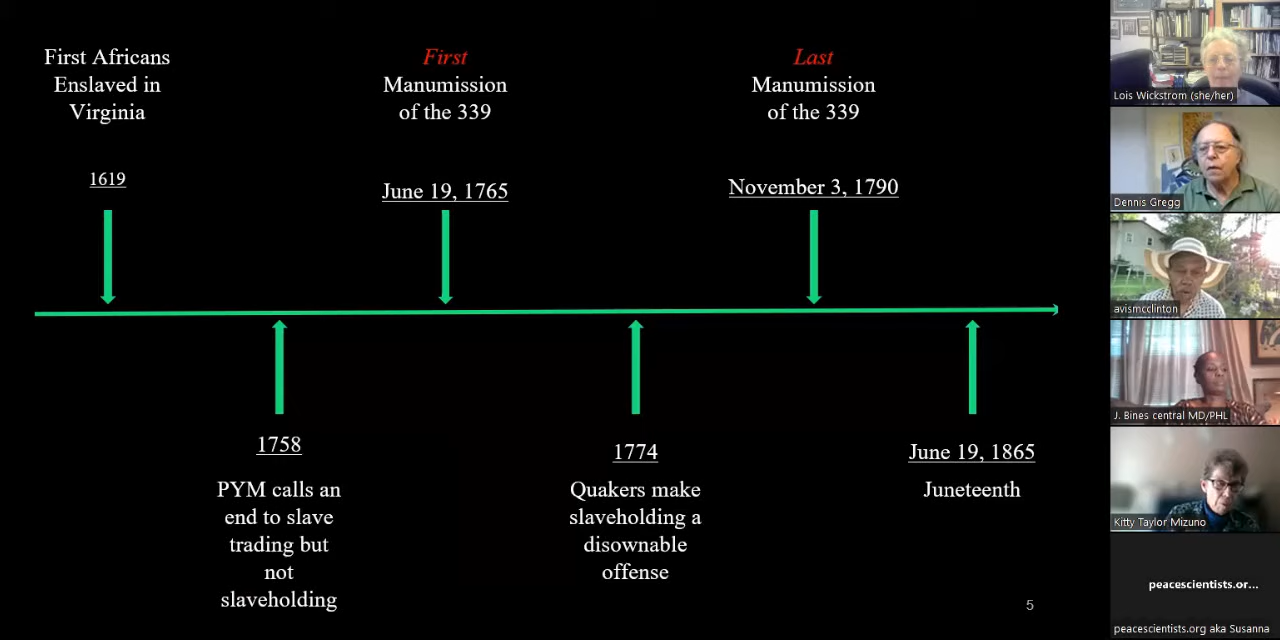 First Africans
Enslaved in
Virginia
1619
First
Manumission
of the 339
June 19, 1765
Last
Manumission
of the 339
November 3, 1790
1758
PYM calls an
end to slave
trading but
not
slaveholding
1774
Quakers make
slaveholding a
disownable
offense
June 19, 1865
Juneteenth
5
Lois Wickstrom (she/her)
Dennis Gregg
avismcclinton
J. Bines central MD/PHL
Kitty Taylor Mizuno
peacescientists.or...
peacescientists.org aka Susanna